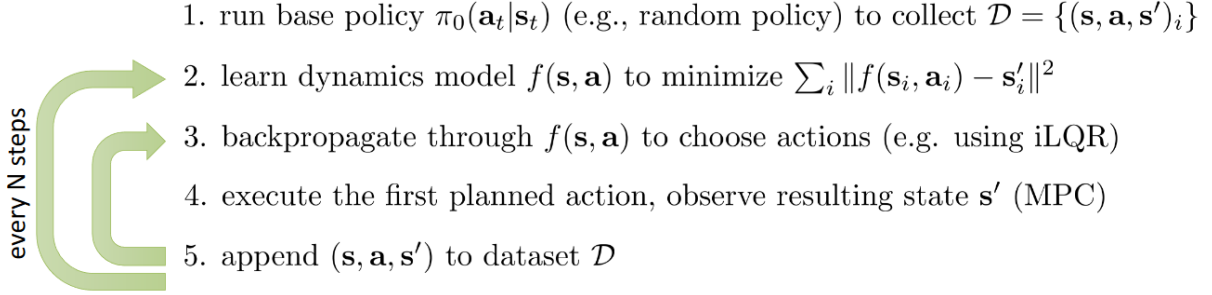 1. run base policy π₀(aₜ|sₜ) (e.g., random policy) to collect 𝒟 = {(s, a, s′)ᵢ}
2. learn dynamics model f(s, a) to minimize ∑ᵢ ‖f(sᵢ, aᵢ) − s′ᵢ‖²
3. backpropagate through f(s, a) to choose actions (e.g. using iLQR)
4. execute the first planned action, observe resulting state s′ (MPC)
5. append (s, a, s′) to dataset 𝒟
every N steps